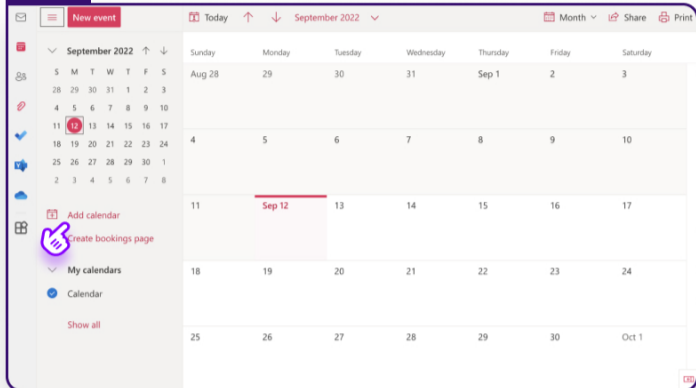 New event
Today September 2022 Month Share Print
September 2022
S M T W T F S
28 29 30 31 1 2 3
4 5 6 7 8 9 10
11 12 13 14 15 16 17
18 19 20 21 22 23 24
25 26 27 28 29 30 1
2 3 4 5 6 7 8
Add calendar
Create bookings page
My calendars
Calendar
Show all
Sunday Monday Tuesday Wednesday Thursday Friday Saturday
Aug 28 29 30 31 Sep 1 2 3
4 5 6 7 8 9 10
11 Sep 12 13 14 15 16 17
18 19 20 21 22 23 24
25 26 27 28 29 30 Oct 1